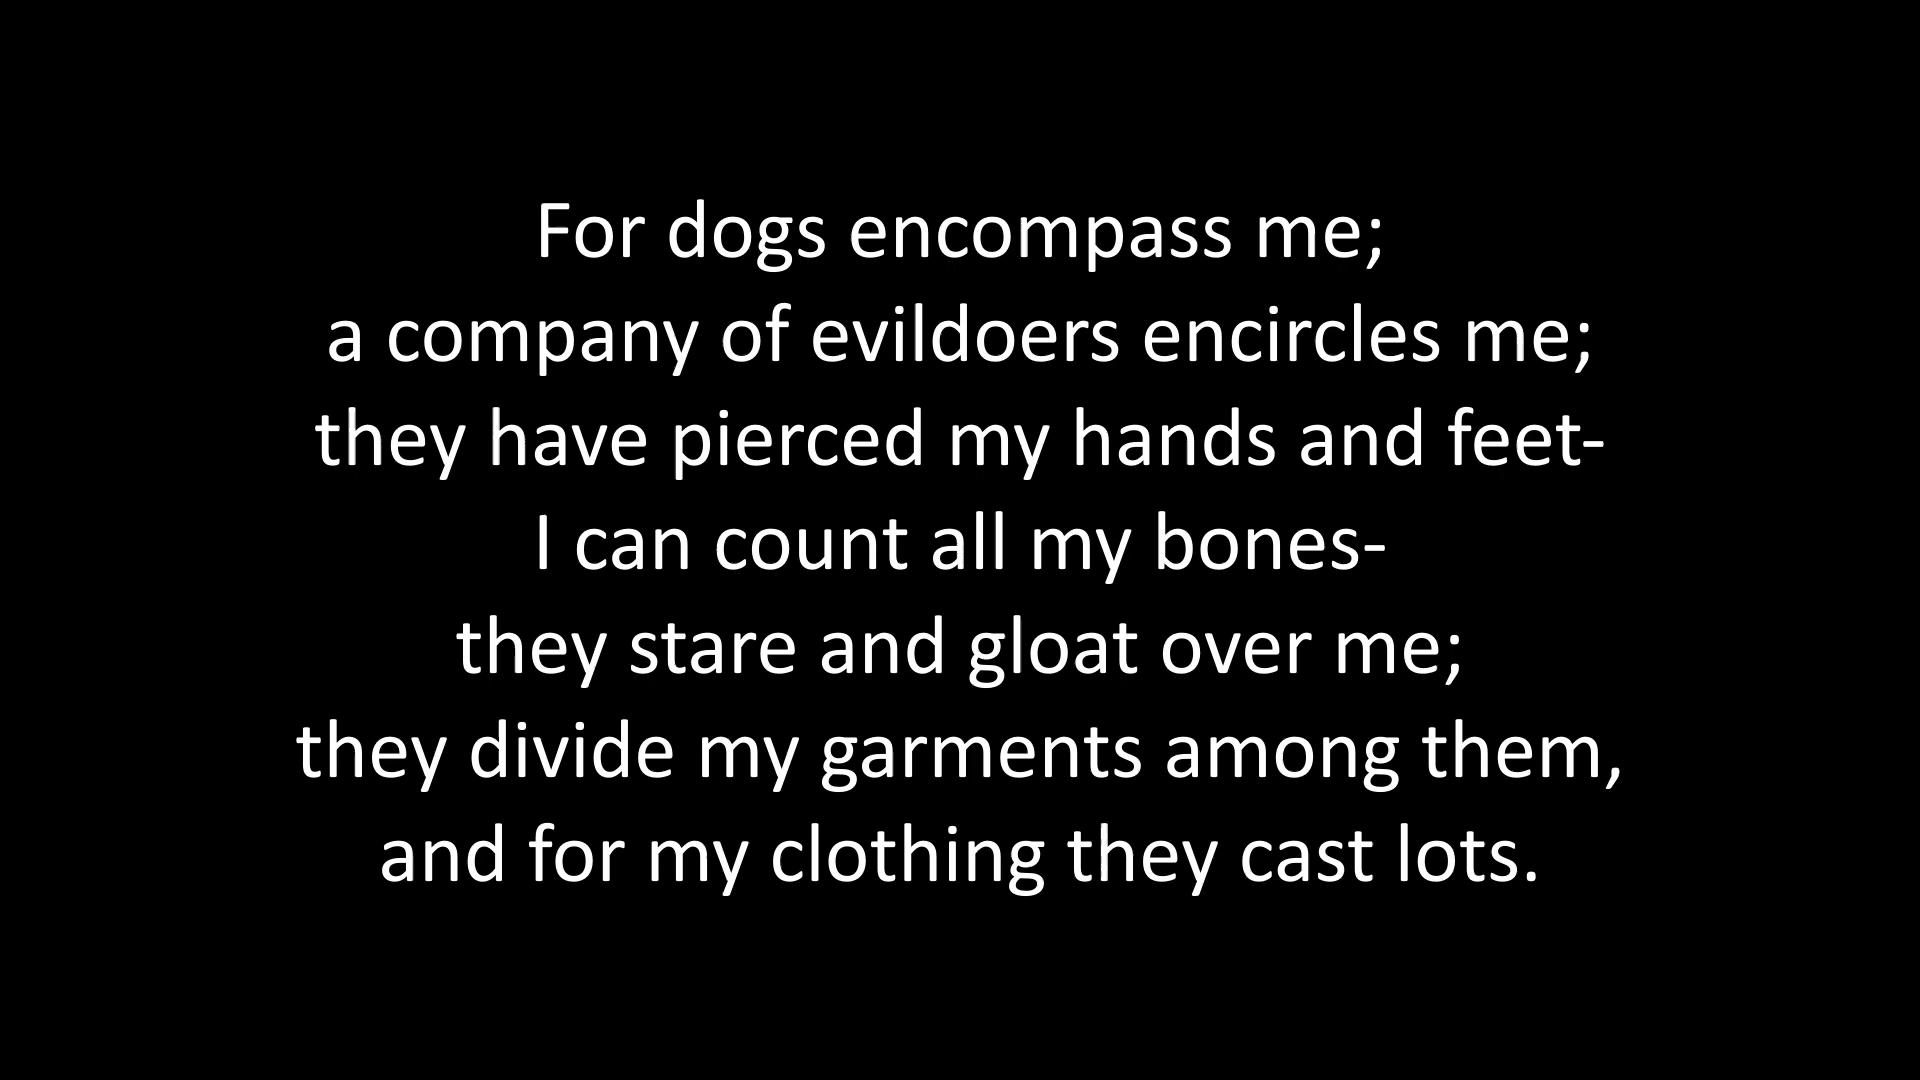 For dogs encompass me;
a company of evildoers encircles me;
they have pierced my hands and feet-
I can count all my bones-
they stare and gloat over me;
they divide my garments among them,
and for my clothing they cast lots.